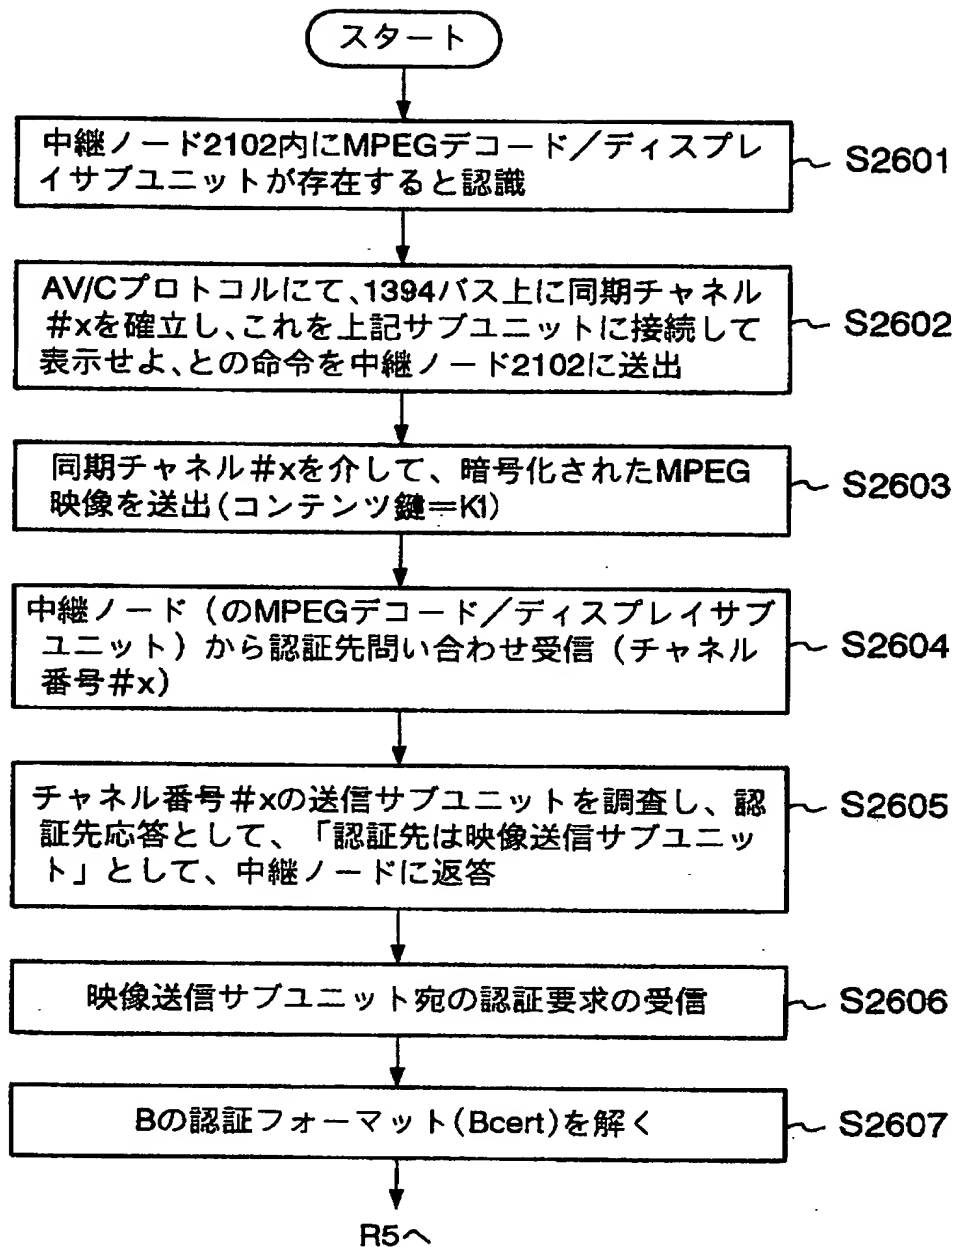 スタート
中継ノード2102内にMPEGデコード／ディスプレ
イサブユニットが存在すると認識
S2601
AV/Cプロトコルにて、1394バス上に同期チャネル
#xを確立し、これを上記サブユニットに接続して
表示せよ、との命令を中継ノード2102に送出
S2602
同期チャネル#xを介して、暗号化されたMPEG
映像を送出(コンテンツ鍵＝K1)
S2603
中継ノード（のMPEGデコード／ディスプレイサブ
ユニット）から認証先問い合わせ受信（チャネル
番号#x）
S2604
チャネル番号#xの送信サブユニットを調査し、認
証先応答として、「認証先は映像送信サブユニッ
ト」として、中継ノードに返答
S2605
映像送信サブユニット宛の認証要求の受信
S2606
Bの認証フォーマット(Bcert)を解く
S2607
R5へ